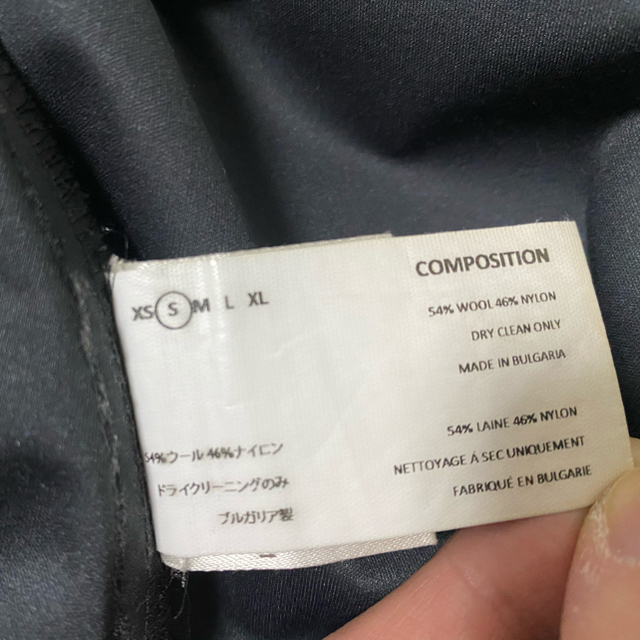 XS S M L XL
54%ウール 46%ナイロン
ドライクリーニングのみ
ブルガリア製
COMPOSITION
54% WOOL 46% NYLON
DRY CLEAN ONLY
MADE IN BULGARIA
54% LAINE 46% NYLON
NETTOYAGE À SEC UNIQUEMENT
FABRIQUÉ EN BULGARIE